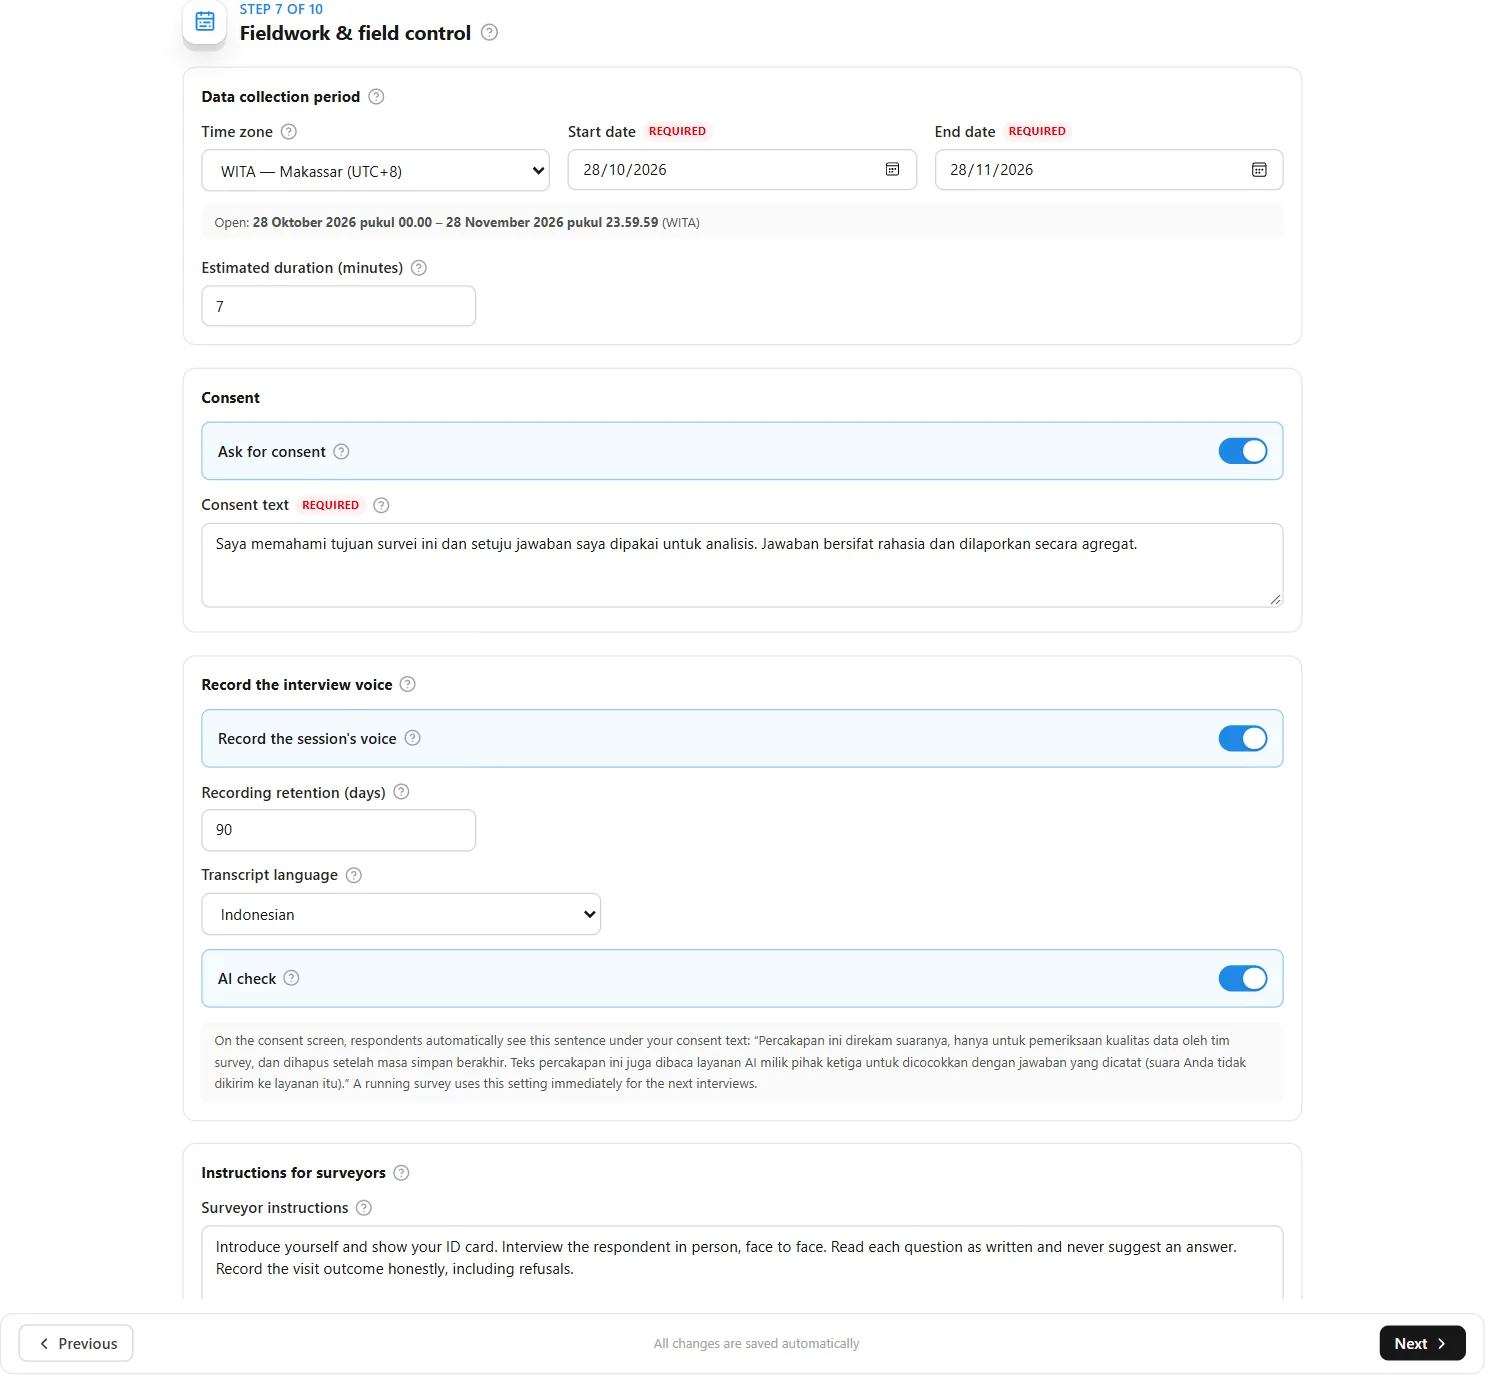 STEP 7 OF 10
Fieldwork & field control
Data collection period
Time zone
Start date REQUIRED
End date REQUIRED
WITA — Makassar (UTC+8)
28/10/2026
28/11/2026
Open: 28 Oktober 2026 pukul 00.00 – 28 November 2026 pukul 23.59.59 (WITA)
Estimated duration (minutes)
7
Consent
Ask for consent
Consent text REQUIRED
Saya memahami tujuan survei ini dan setuju jawaban saya dipakai untuk analisis. Jawaban bersifat rahasia dan dilaporkan secara agregat.
Record the interview voice
Record the session's voice
Recording retention (days)
90
Transcript language
Indonesian
AI check
On the consent screen, respondents automatically see this sentence under your consent text: “Percakapan ini direkam suaranya, hanya untuk pemeriksaan kualitas data oleh tim
survey, dan dihapus setelah masa simpan berakhir. Teks percakapan ini juga dibaca layanan AI milik pihak ketiga untuk dicocokkan dengan jawaban yang dicatat (suara Anda tidak
dikirim ke layanan itu).” A running survey uses this setting immediately for the next interviews.
Instructions for surveyors
Surveyor instructions
Introduce yourself and show your ID card. Interview the respondent in person, face to face. Read each question as written and never suggest an answer.
Record the visit outcome honestly, including refusals.
Previous
All changes are saved automatically
Next